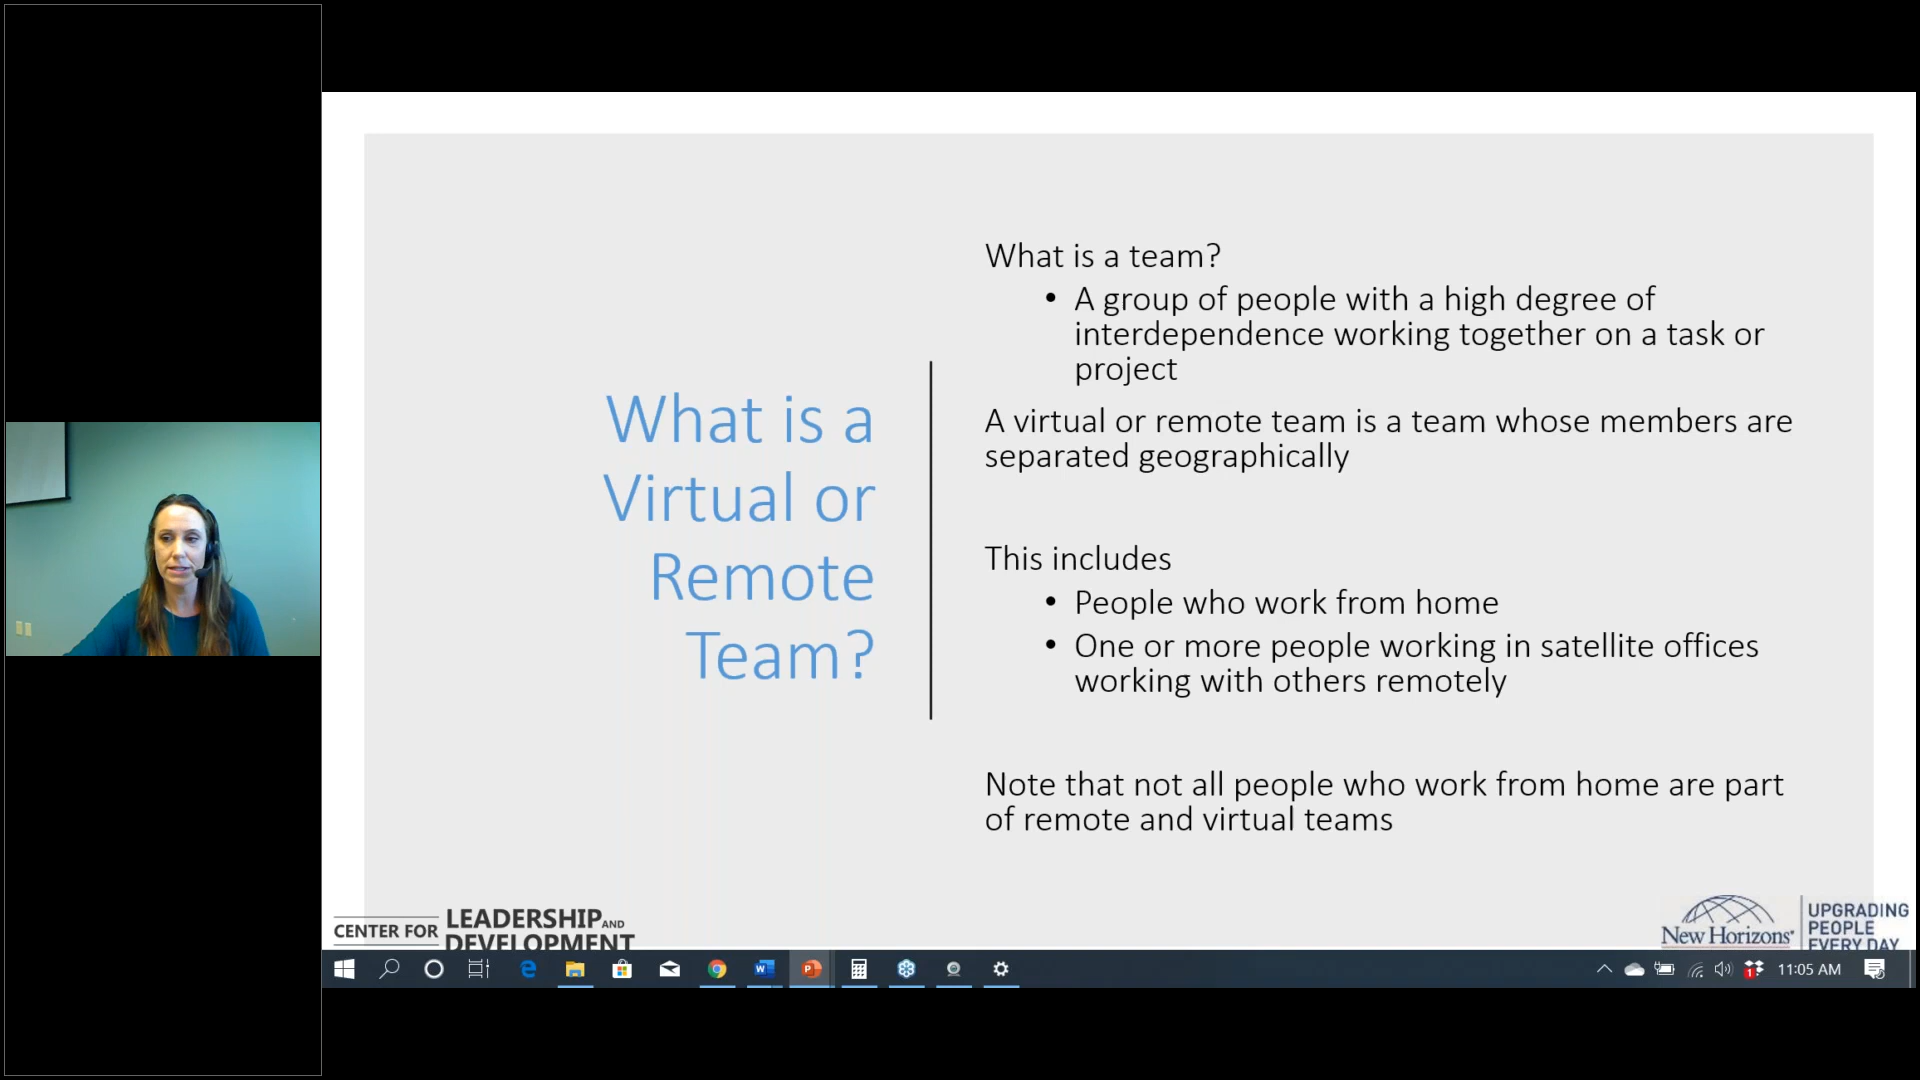 What is a
Virtual or
Remote
Team?
What is a team?
• A group of people with a high degree of
interdependence working together on a task or
project
A virtual or remote team is a team whose members are
separated geographically
This includes
• People who work from home
• One or more people working in satellite offices
working with others remotely
Note that not all people who work from home are part
of remote and virtual teams
CENTER FOR LEADERSHIP AND
DEVELOPMENT
New Horizons®
UPGRADING
PEOPLE
EVERY DAY
11:05 AM